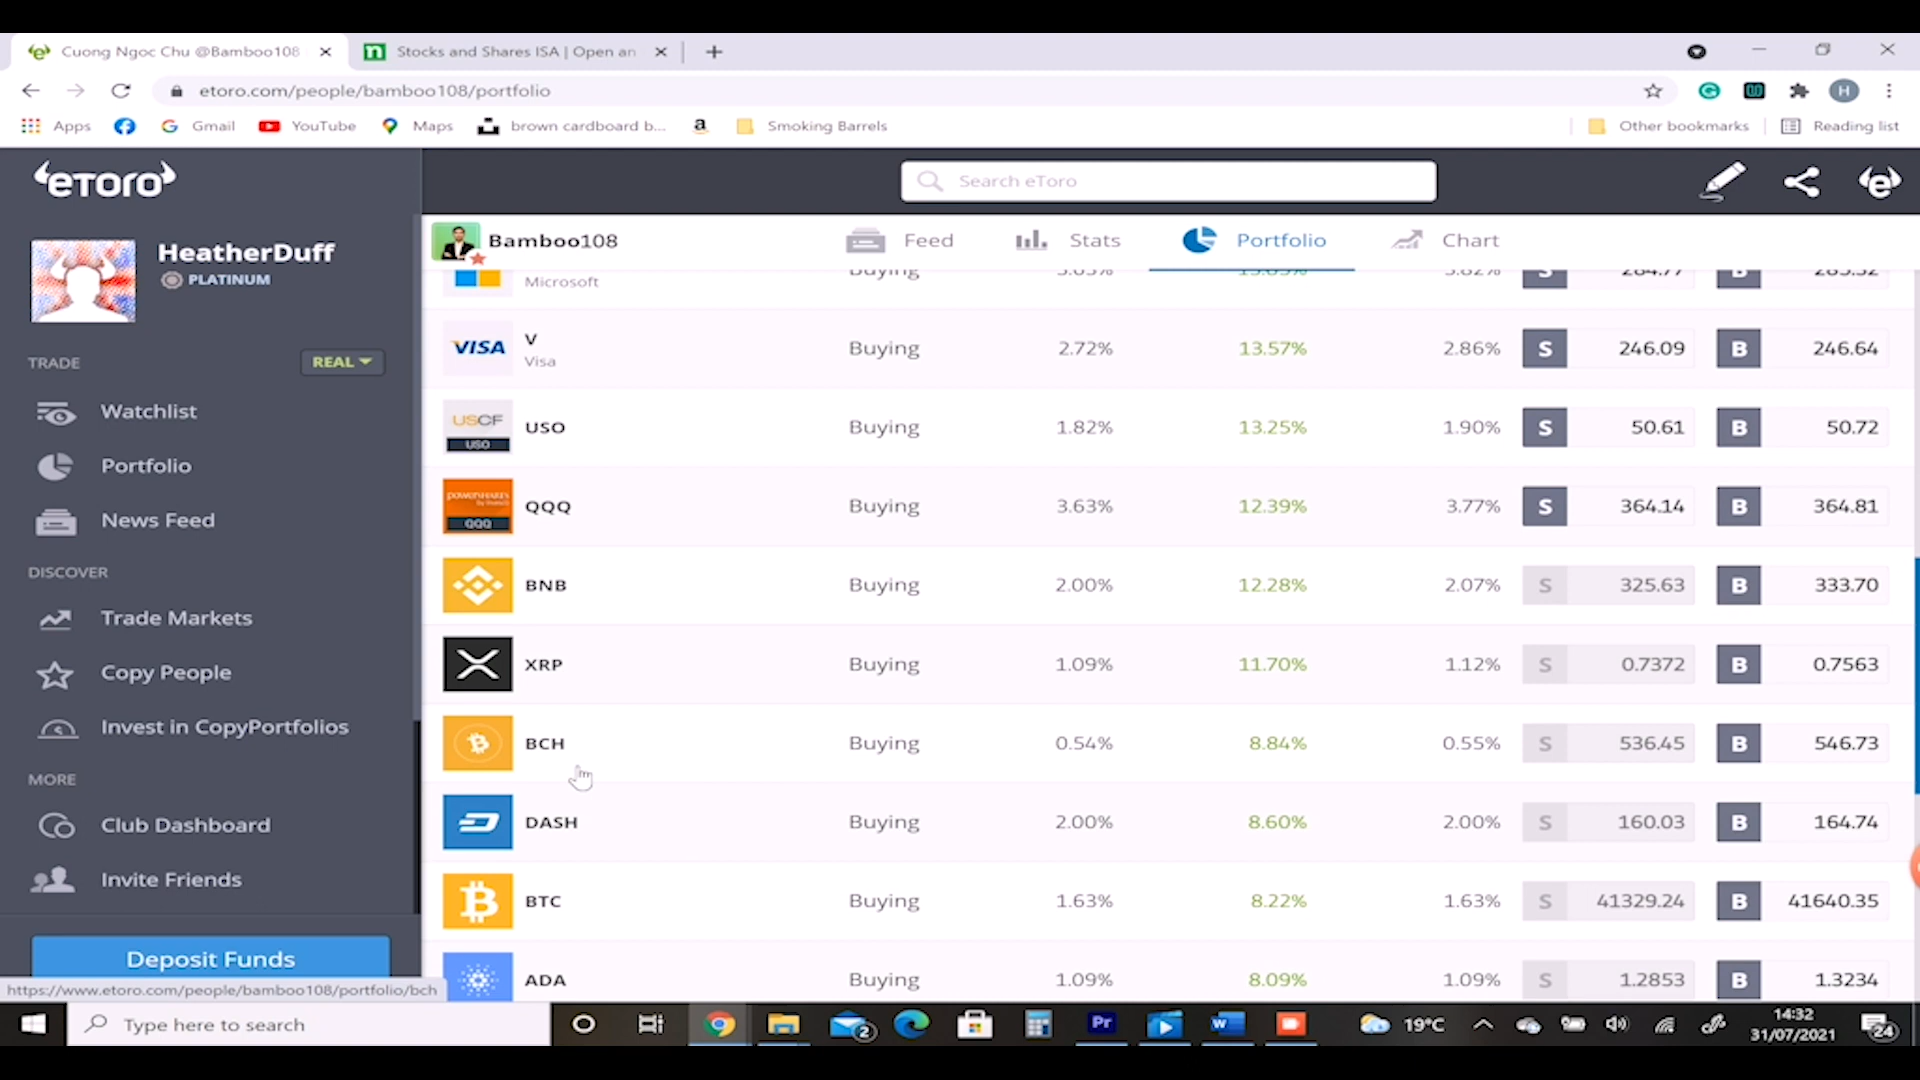 Cuong Ngoc Chu @Bamboo108
Stocks and Shares ISA | Open an
etoro.com/people/bamboo108/portfolio
H
Apps
Gmail
YouTube
Maps
brown cardboard b...
Smoking Barrels
Other bookmarks
Reading list
eToro
Search eToro
HeatherDuff
PLATINUM
TRADE
REAL
Watchlist
Portfolio
News Feed
DISCOVER
Trade Markets
Copy People
Invest in CopyPortfolios
MORE
Club Dashboard
Invite Friends
Deposit Funds
https://www.etoro.com/people/bamboo108/portfolio/bch
Bamboo108
Feed
Stats
Portfolio
Chart
Microsoft Buying
VISA V Visa Buying 2.72% 13.57% 2.86% S 246.09 B 246.64
USCF USO USO Buying 1.82% 13.25% 1.90% S 50.61 B 50.72
QQQ QQQ Buying 3.63% 12.39% 3.77% S 364.14 B 364.81
BNB Buying 2.00% 12.28% 2.07% S 325.63 B 333.70
XRP Buying 1.09% 11.70% 1.12% S 0.7372 B 0.7563
BCH Buying 0.54% 8.84% 0.55% S 536.45 B 546.73
DASH Buying 2.00% 8.60% 2.00% S 160.03 B 164.74
BTC Buying 1.63% 8.22% 1.63% S 41329.24 B 41640.35
ADA Buying 1.09% 8.09% 1.09% S 1.2853 B 1.3234
Type here to search
2
Pr
W
19°C
14:32
31/07/2021
24